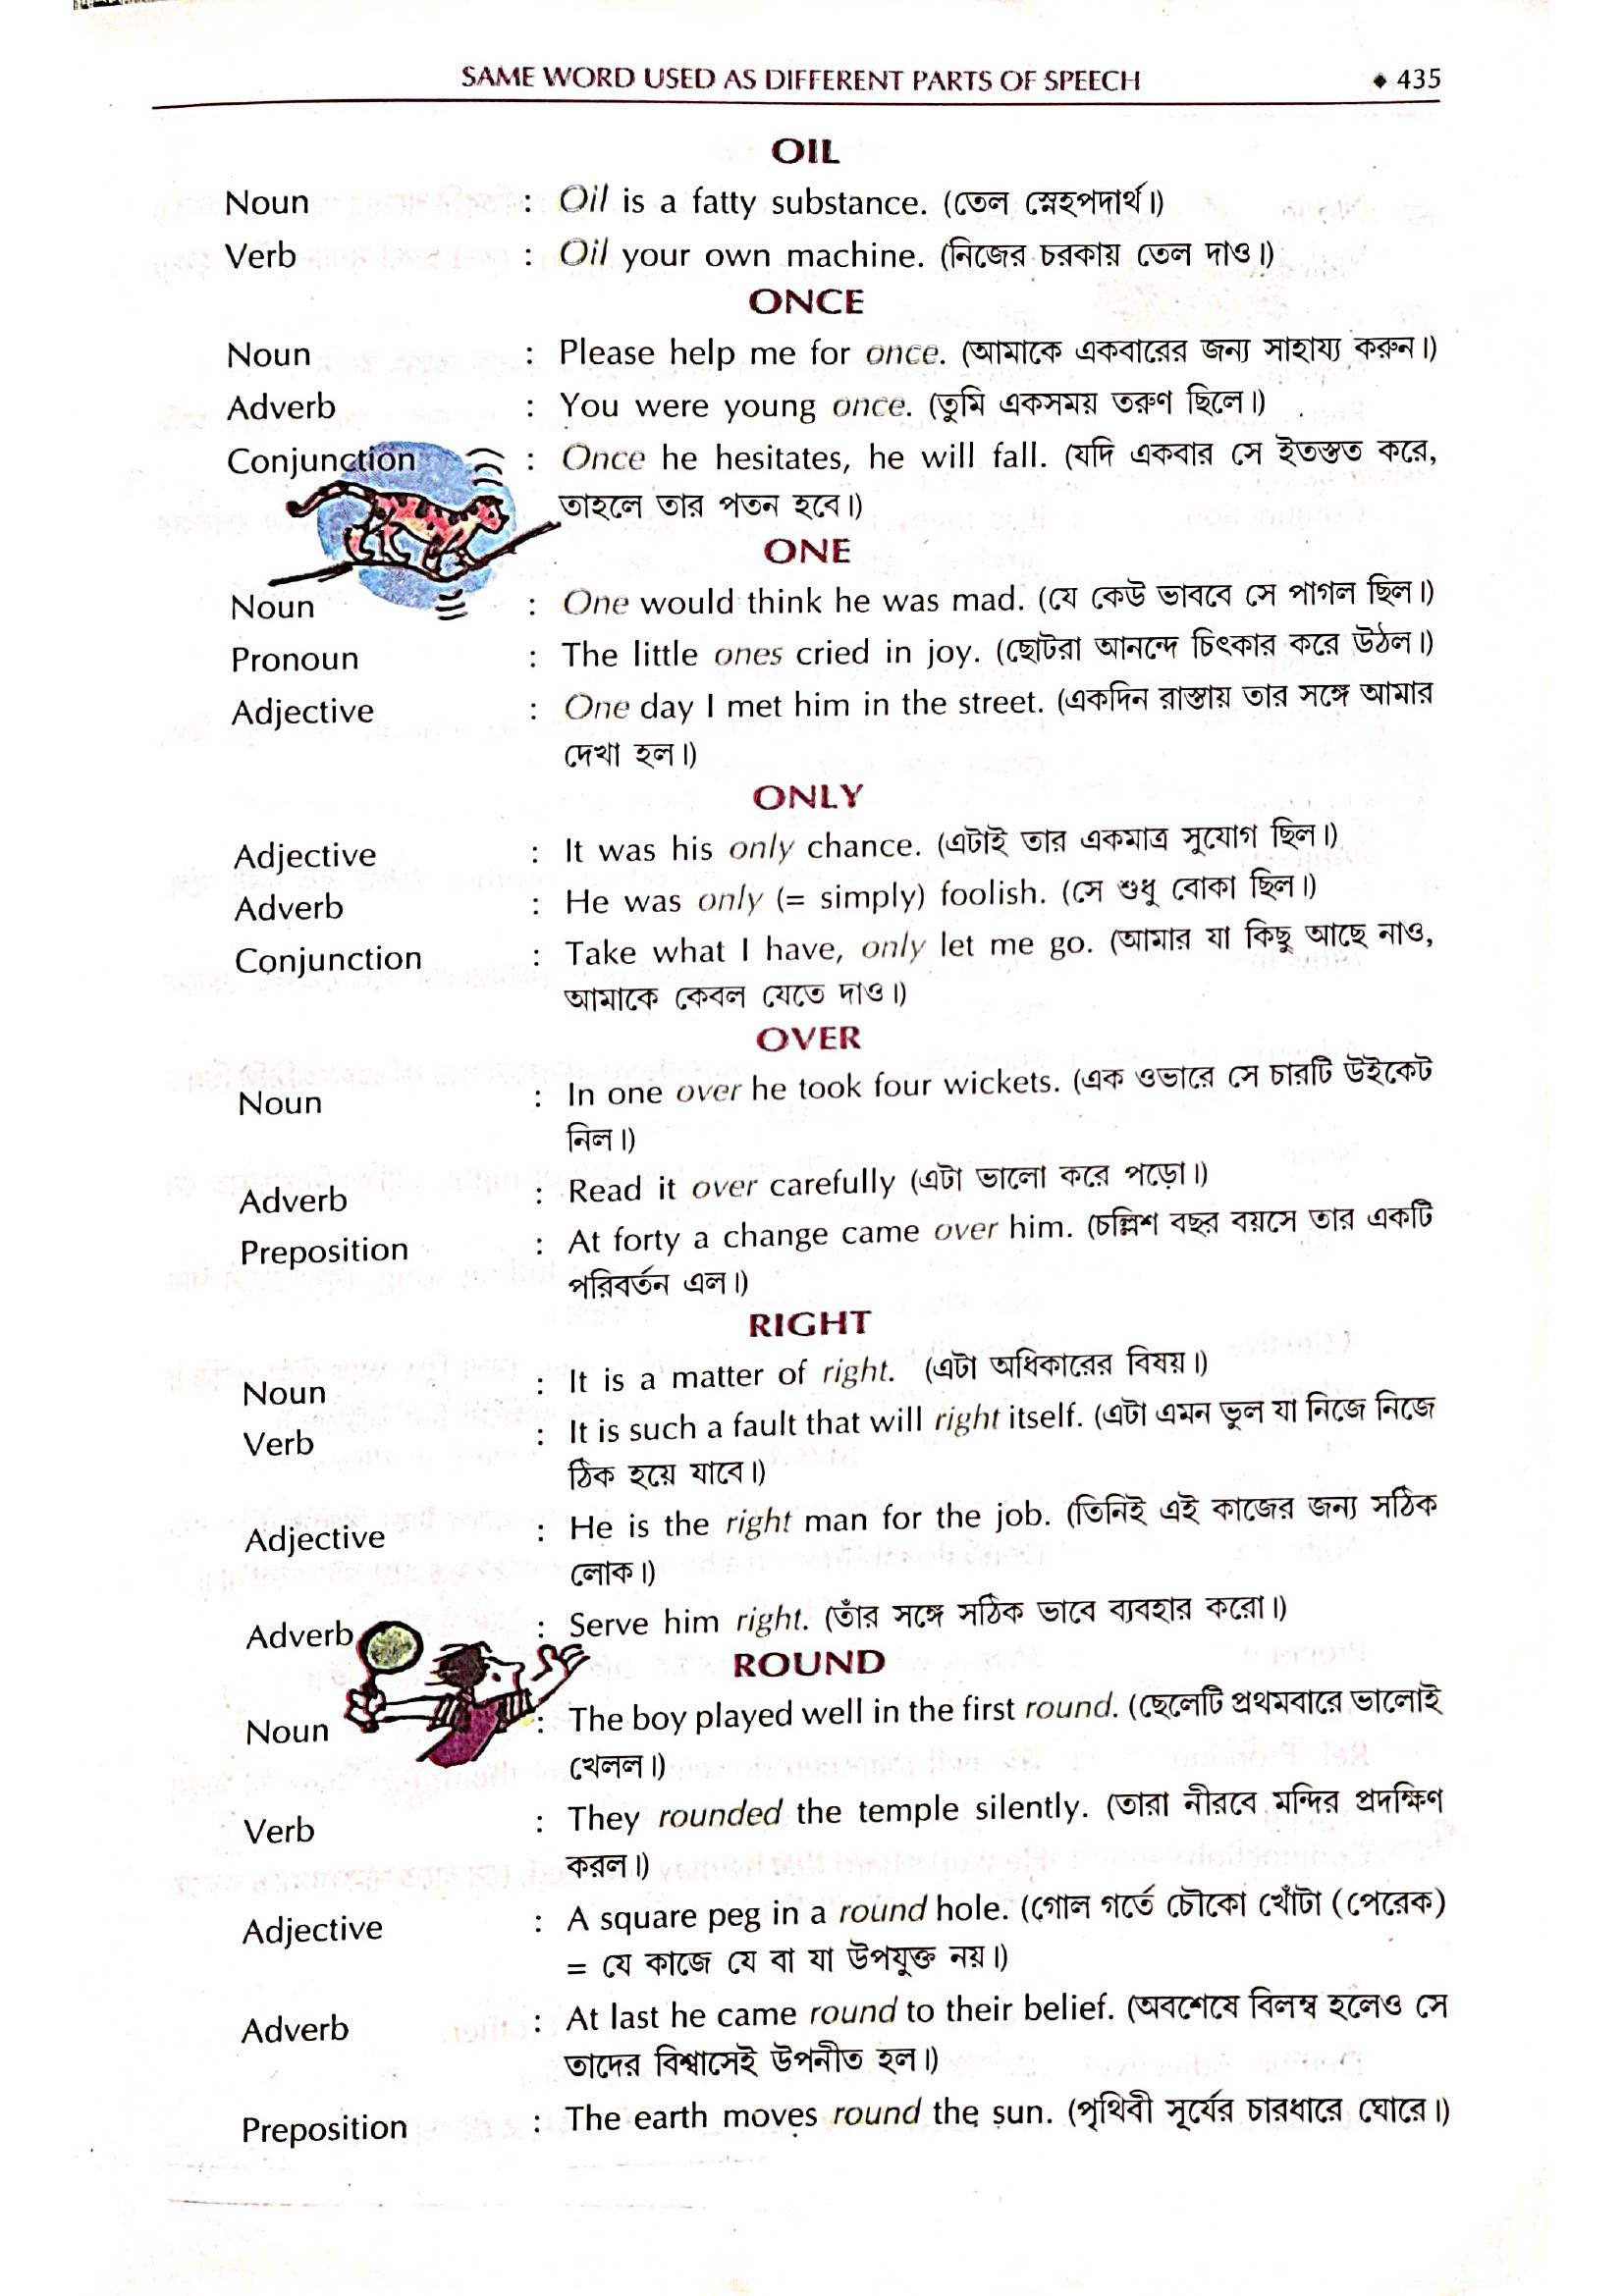 SAME WORD USED AS DIFFERENT PARTS OF SPEECH ◆ 435
OIL
Noun : Oil is a fatty substance. (তেল স্নেহপদার্থ।)
Verb : Oil your own machine. (নিজের চরকায় তেল দাও।)
ONCE
Noun : Please help me for once. (আমাকে একবারের জন্য সাহায্য করুন।)
Adverb : You were young once. (তুমি একসময় তরুণ ছিলে।)
Conjunction : Once he hesitates, he will fall. (যদি একবার সে ইতস্তত করে,
তাহলে তার পতন হবে।)
ONE
Noun : One would think he was mad. (যে কেউ ভাববে সে পাগল ছিল।)
Pronoun : The little ones cried in joy. (ছোটরা আনন্দে চিৎকার করে উঠল।)
Adjective : One day I met him in the street. (একদিন রাস্তায় তার সঙ্গে আমার
দেখা হল।)
ONLY
Adjective : It was his only chance. (এটাই তার একমাত্র সুযোগ ছিল।)
Adverb : He was only (= simply) foolish. (সে শুধু বোকা ছিল।)
Conjunction : Take what I have, only let me go. (আমার যা কিছু আছে নাও,
আমাকে কেবল যেতে দাও।)
OVER
Noun : In one over he took four wickets. (এক ওভারে সে চারটি উইকেট
নিল।)
Adverb : Read it over carefully (এটা ভালো করে পড়ো।)
Preposition : At forty a change came over him. (চল্লিশ বছর বয়সে তার একটি
পরিবর্তন এল।)
RIGHT
Noun : It is a matter of right. (এটা অধিকারের বিষয়।)
Verb : It is such a fault that will right itself. (এটা এমন ভুল যা নিজে নিজে
ঠিক হয়ে যাবে।)
Adjective : He is the right man for the job. (তিনিই এই কাজের জন্য সঠিক
লোক।)
Adverb : Serve him right. (তাঁর সঙ্গে সঠিক ভাবে ব্যবহার করো।)
ROUND
Noun : The boy played well in the first round. (ছেলেটি প্রথমবারে ভালোই
খেলল।)
Verb : They rounded the temple silently. (তারা নীরবে মন্দির প্রদক্ষিণ
করল।)
Adjective : A square peg in a round hole. (গোল গর্তে চৌকো খোঁটা (পেরেক)
= যে কাজে যে বা যা উপযুক্ত নয়।)
Adverb : At last he came round to their belief. (অবশেষে বিলম্ব হলেও সে
তাদের বিশ্বাসেই উপনীত হল।)
Preposition : The earth moves round the sun. (পৃথিবী সূর্যের চারধারে ঘোরে।)